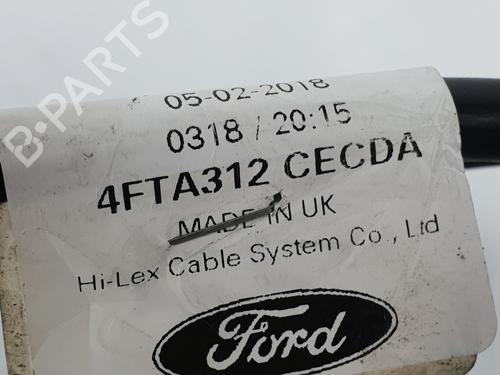 B-PARTS
05-02-2018
0318 / 20:15
4FTA312 CECDA
MADE IN UK
Hi-Lex Cable System Co., Ltd
Ford